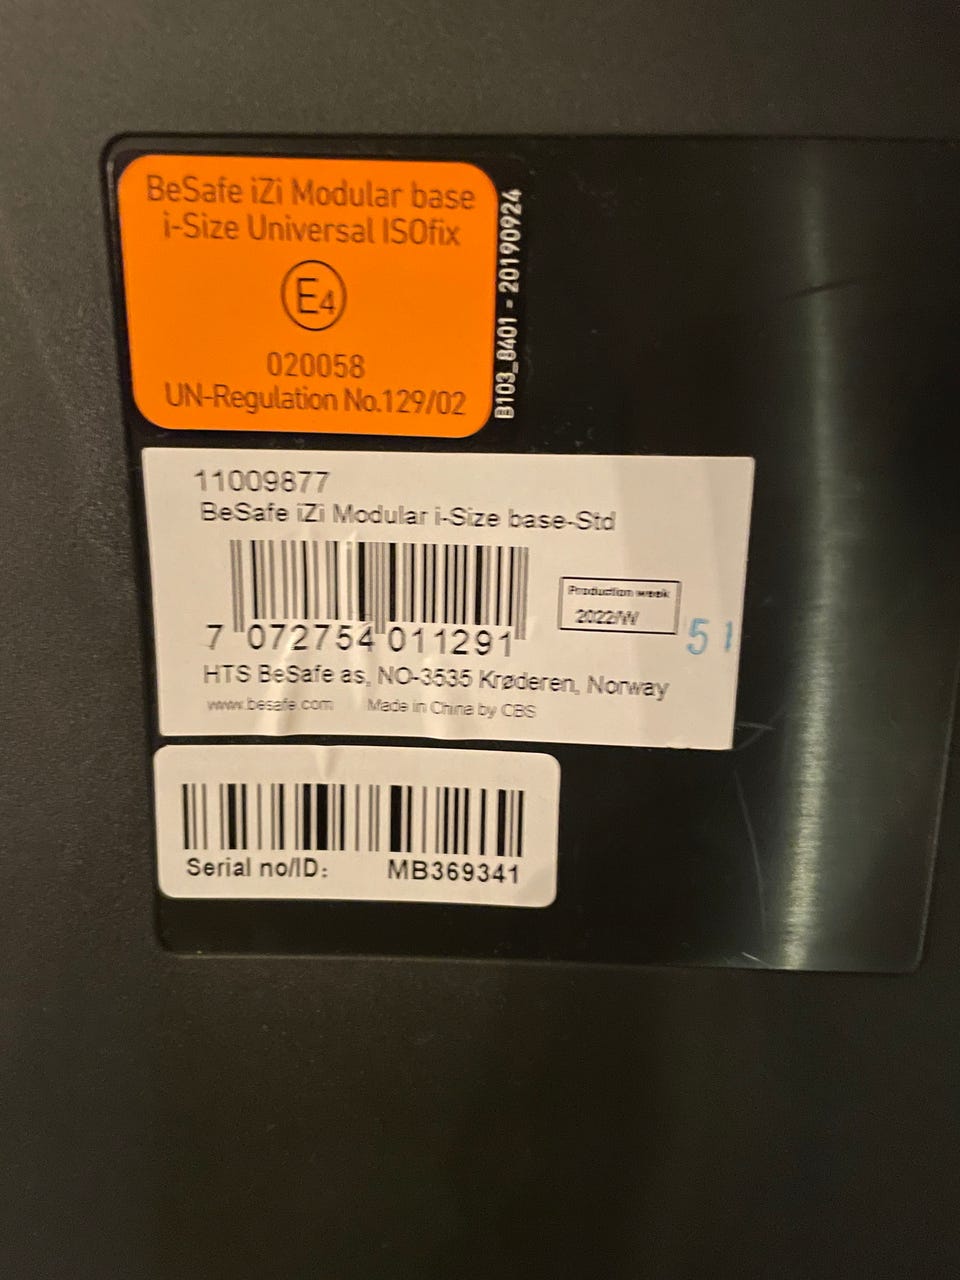 BeSafe iZi Modular base
i-Size Universal ISOfix
E4
020058
UN-Regulation No.129/02
B103_8401 - 20190924
11009877
BeSafe iZi Modular i-Size base-Std
7 072754 011291
Production week
2022/W
51
HTS BeSafe as, NO-3535 Krøderen, Norway
www.besafe.com Made in China by CBS
Serial no/ID: MB369341